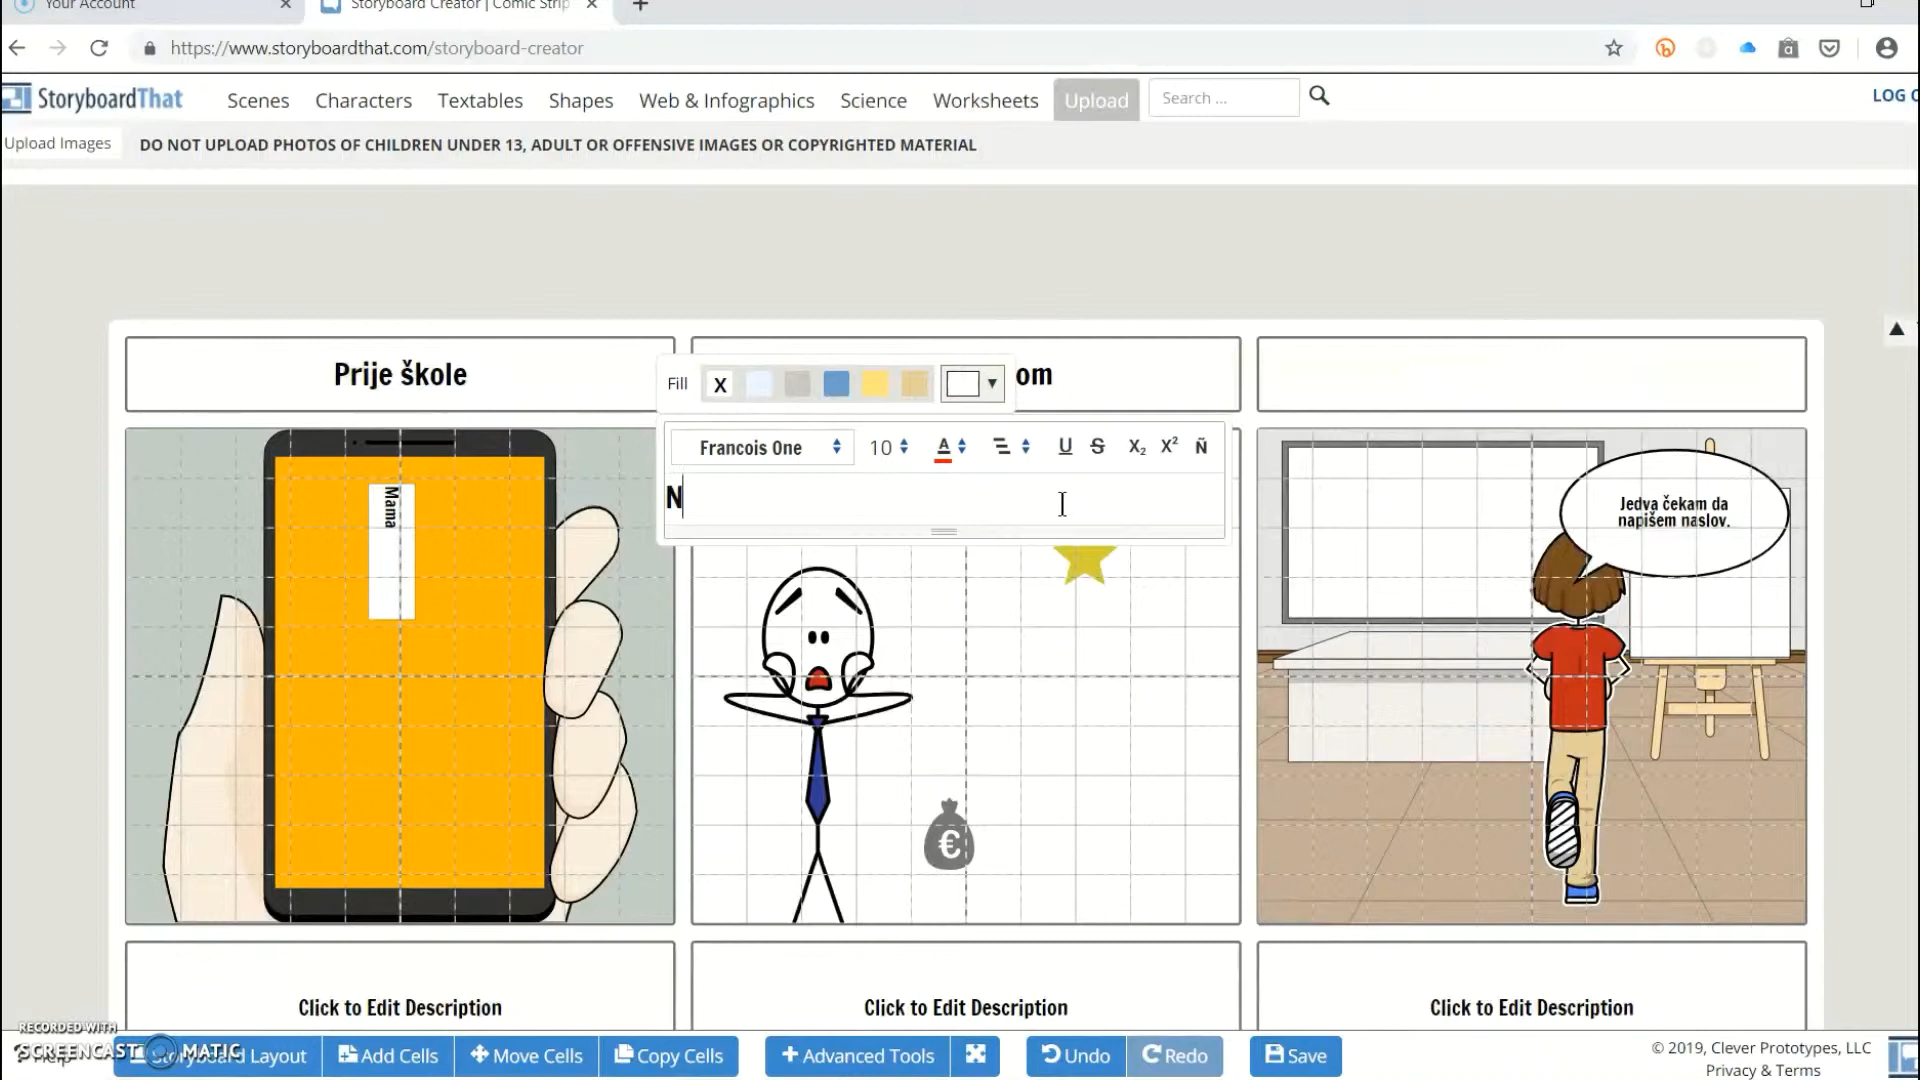 Your Account
Storyboard Creator | Comic Strip
https://www.storyboardthat.com/storyboard-creator
StoryboardThat
Scenes
Characters
Textables
Shapes
Web & Infographics
Science
Worksheets
Upload
Search ...
LOG
Upload Images
DO NOT UPLOAD PHOTOS OF CHILDREN UNDER 13, ADULT OR OFFENSIVE IMAGES OR COPYRIGHTED MATERIAL
Prije škole
om
Fill
X
Francois One
10
A
U
S
X₂
X²
Ñ
N
Mama
€
Jedva čekam da
napišem naslov.
Click to Edit Description
Click to Edit Description
Click to Edit Description
RECORDED WITH
SCREENCAST MATIC
Storyboard Layout
Add Cells
Move Cells
Copy Cells
Advanced Tools
Undo
Redo
Save
© 2019, Clever Prototypes, LLC
Privacy & Terms